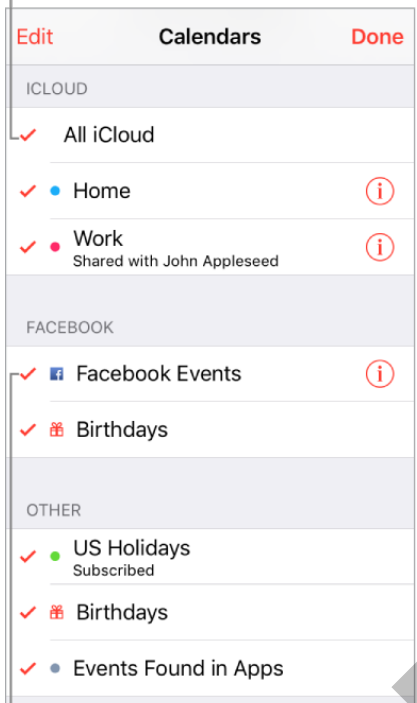 Edit Calendars Done
ICLOUD
All iCloud
Home
Work
Shared with John Appleseed
FACEBOOK
Facebook Events
Birthdays
OTHER
US Holidays
Subscribed
Birthdays
Events Found in Apps